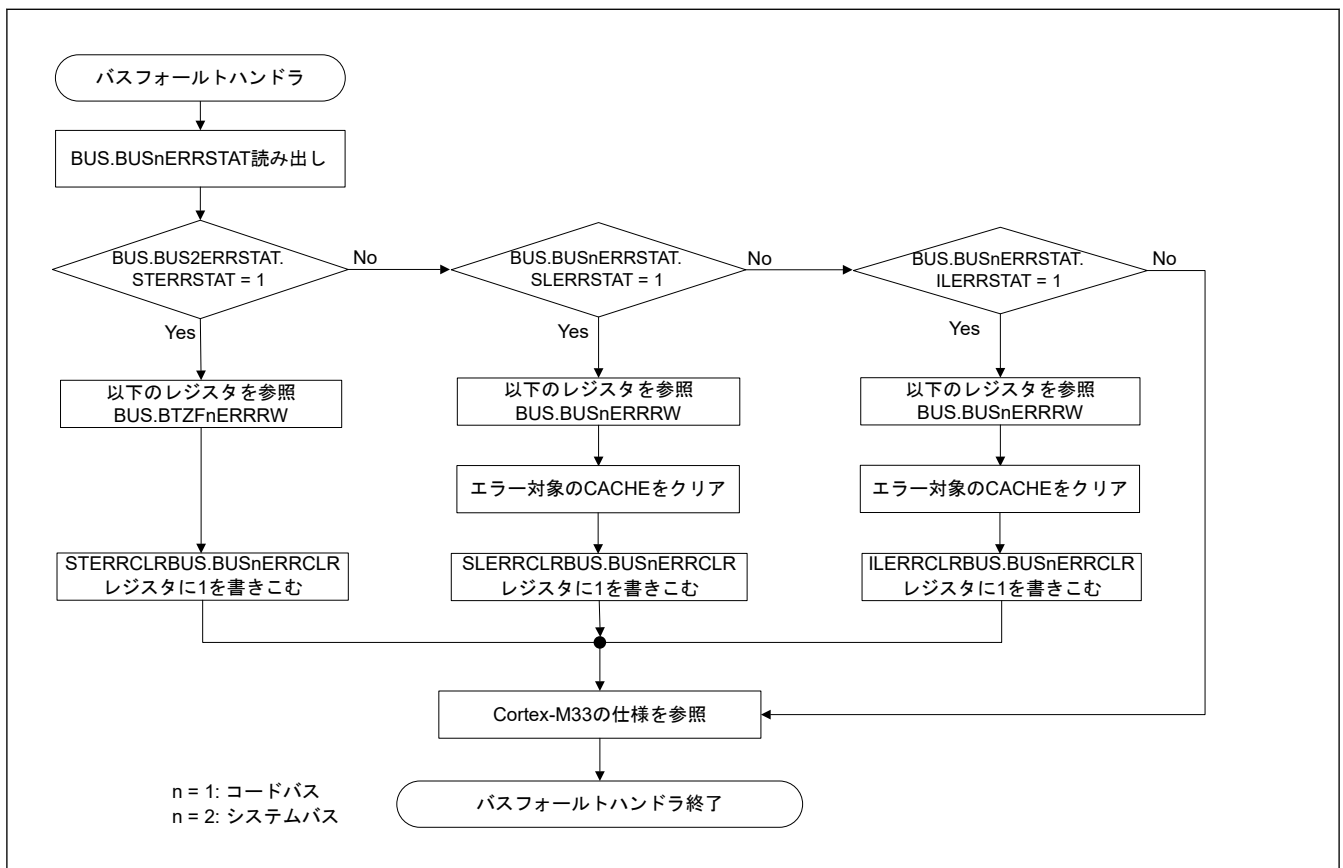 バスフォールトハンドラ
BUS.BUSnERRSTAT読み出し
BUS.BUS2ERRSTAT.
STERRSTAT = 1
No
Yes
BUS.BUSnERRSTAT.
SLERRSTAT = 1
No
Yes
BUS.BUSnERRSTAT.
ILERRSTAT = 1
No
Yes
以下のレジスタを参照
BUS.BTZFnERRRW
以下のレジスタを参照
BUS.BUSnERRRW
以下のレジスタを参照
BUS.BUSnERRRW
エラー対象のCACHEをクリア
エラー対象のCACHEをクリア
STERRCLRBUS.BUSnERRCLR
レジスタに1を書きこむ
SLERRCLRBUS.BUSnERRCLR
レジスタに1を書きこむ
ILERRCLRBUS.BUSnERRCLR
レジスタに1を書きこむ
Cortex-M33の仕様を参照
バスフォールトハンドラ終了
n = 1: コードバス
n = 2: システムバス